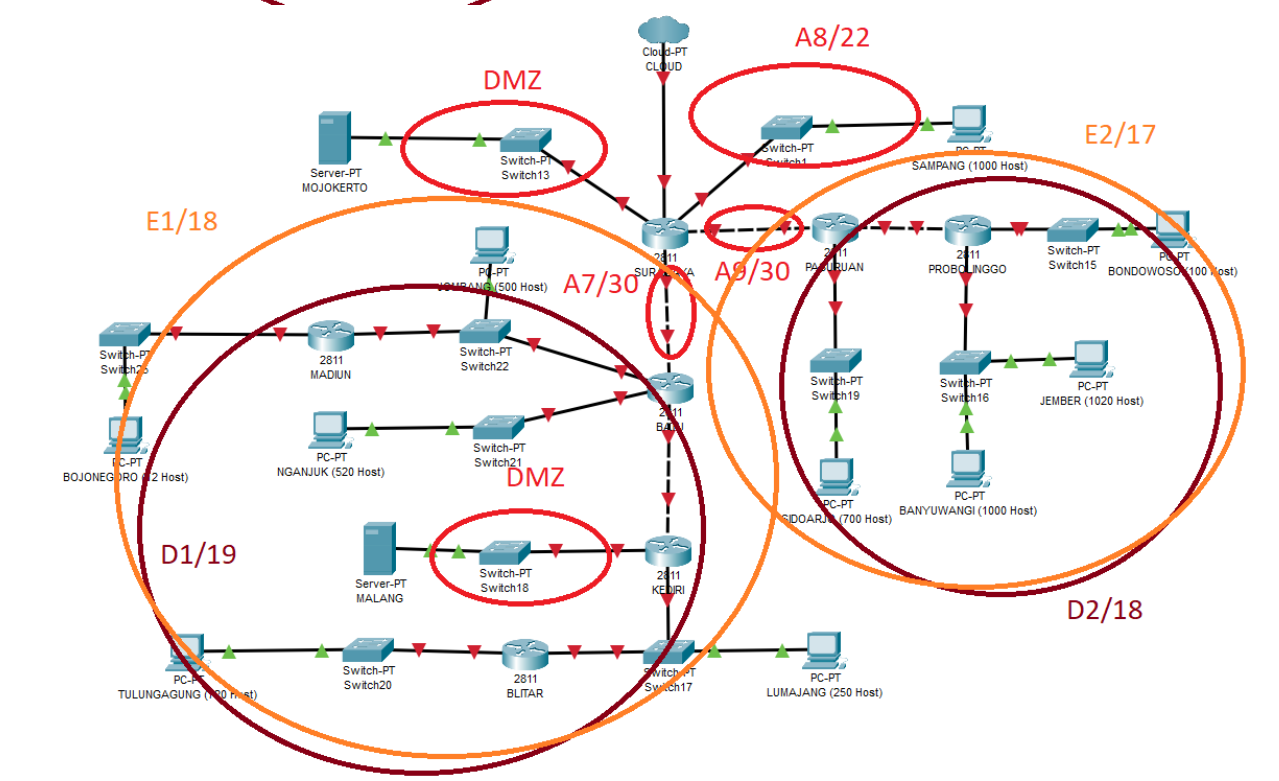 Cloud-PT
CLOUD
A8/22
DMZ
Server-PT
MOJOKERTO
Switch-PT
Switch13
Switch-PT
Switch1
PC-PT
SAMPANG (1000 Host)
E2/17
E1/18
2811
SURABAYA
A9/30
2811
PASURUAN
2811
PROBOLINGGO
Switch-PT
Switch15
PC-PT
BONDOWOSO (100 Host)
PC-PT
JOMBANG (500 Host)
A7/30
Switch-PT
2811
MADIUN
Switch-PT
Switch22
2811
Switch-PT
Switch19
Switch-PT
Switch16
PC-PT
JEMBER (1020 Host)
PC-PT
BOJONEGORO (12 Host)
PC-PT
NGANJUK (520 Host)
Switch-PT
Switch21
DMZ
PC-PT
SIDOARJO (700 Host)
PC-PT
BANYUWANGI (1000 Host)
D1/19
Server-PT
MALANG
Switch-PT
Switch18
2811
KEDIRI
D2/18
PC-PT
TULUNGAGUNG (120 Host)
Switch-PT
Switch20
2811
BLITAR
Switch-PT
Switch17
PC-PT
LUMAJANG (250 Host)